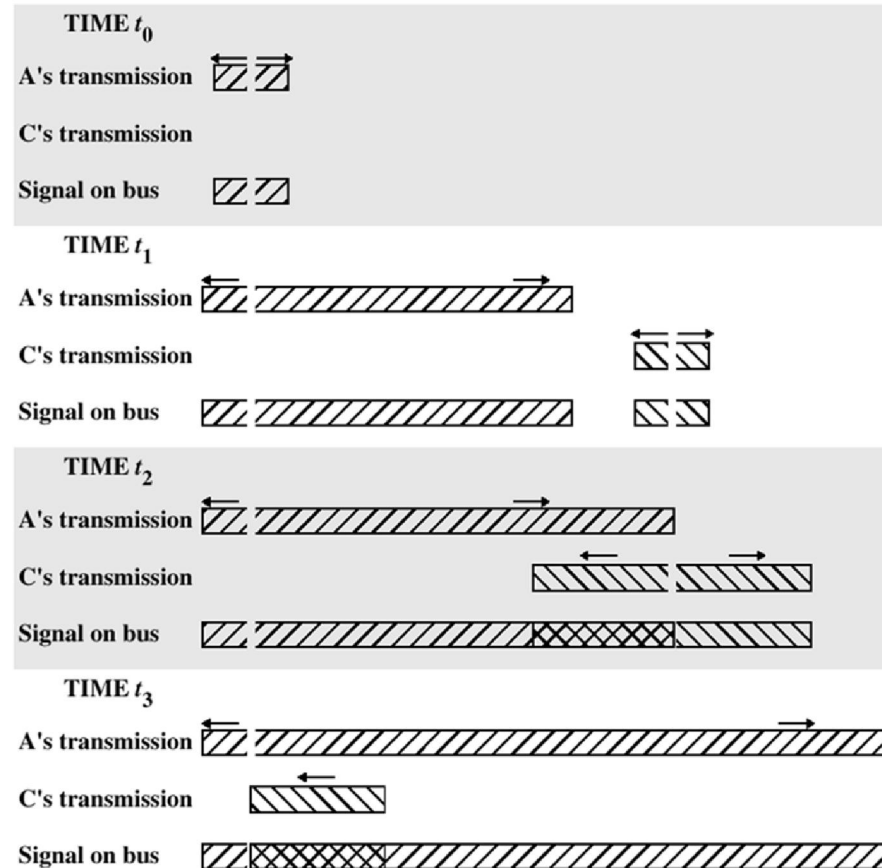 TIME t0
A's transmission
C's transmission
Signal on bus
TIME t1
A's transmission
C's transmission
Signal on bus
TIME t2
A's transmission
C's transmission
Signal on bus
TIME t3
A's transmission
C's transmission
Signal on bus